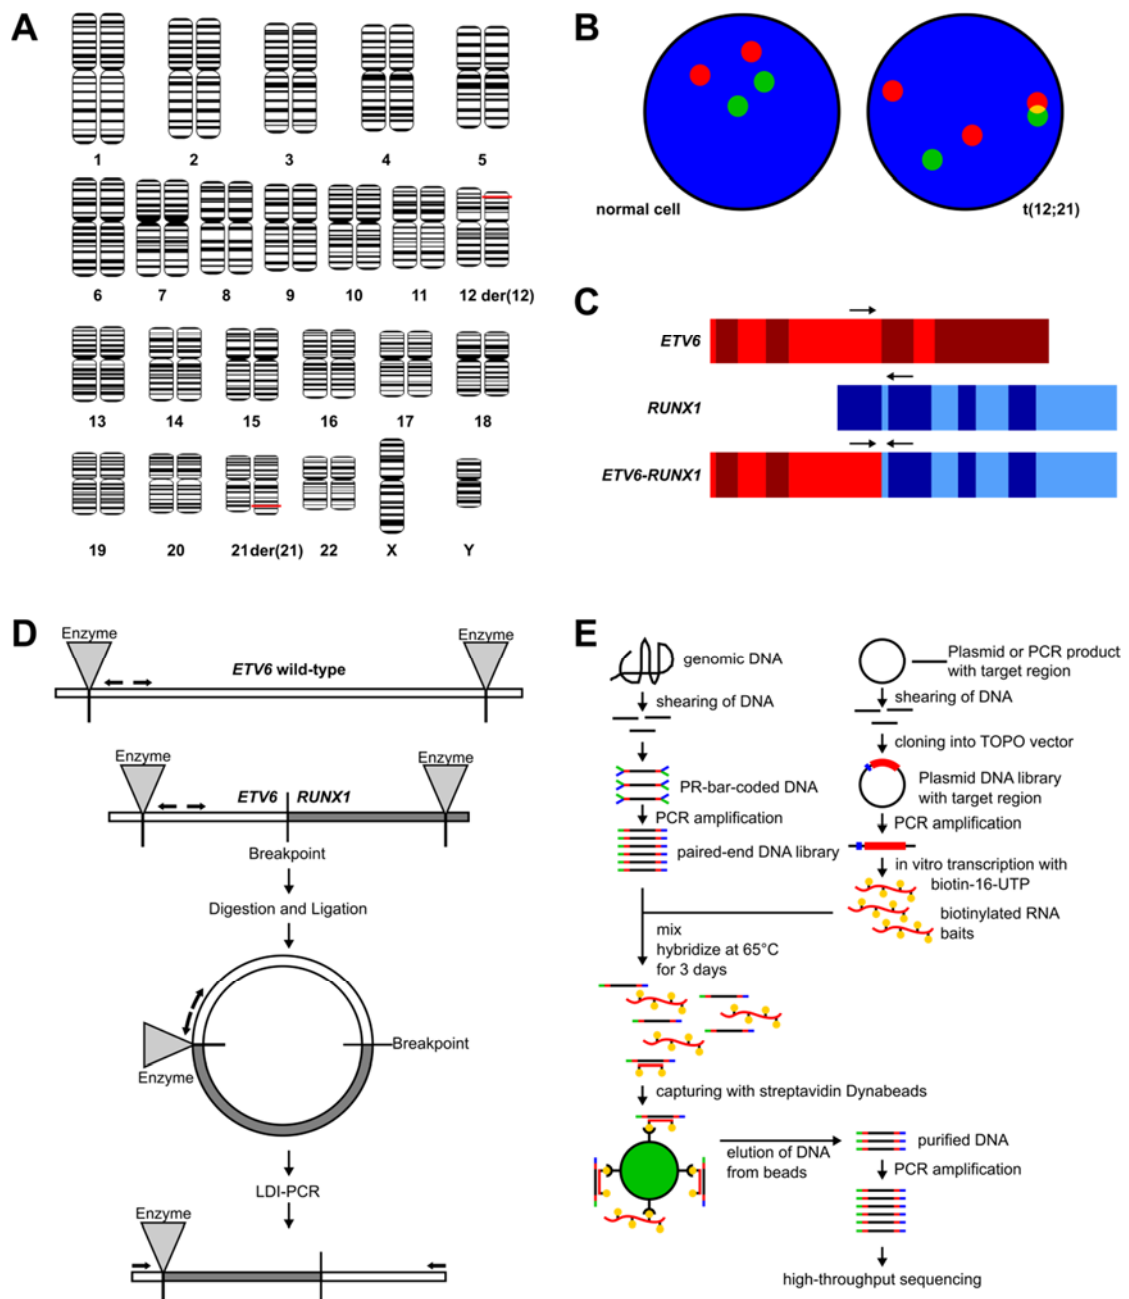 A
1 2 3 4 5
6 7 8 9 10 11 12 der(12)
13 14 15 16 17 18
19 20 21 der(21) 22 X Y
B
normal cell
t(12;21)
C
ETV6
RUNX1
ETV6-RUNX1
D
Enzyme
Enzyme
ETV6 wild-type
Enzyme
Enzyme
ETV6 RUNX1
Breakpoint
Digestion and Ligation
Breakpoint
Enzyme
LDI-PCR
Enzyme
E
genomic DNA
shearing of DNA
PR-bar-coded DNA
PCR amplification
paired-end DNA library
Plasmid or PCR product
with target region
shearing of DNA
cloning into TOPO vector
Plasmid DNA library
with target region
PCR amplification
in vitro transcription with
biotin-16-UTP
biotinylated RNA
baits
mix
hybridize at 65°C
for 3 days
capturing with streptavidin Dynabeads
elution of DNA
from beads
purified DNA
PCR amplification
high-throughput sequencing